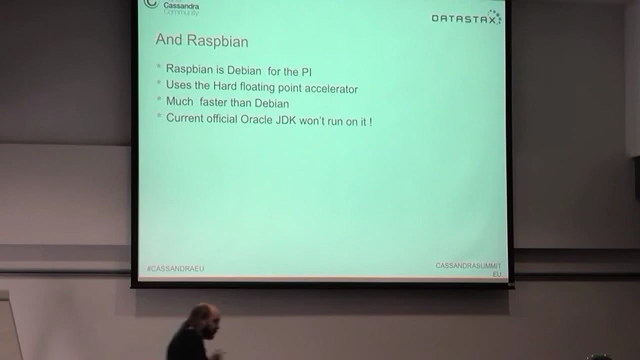 Cassandra
Community
DATASTAX
And Raspbian
* Raspbian is Debian for the PI
* Uses the Hard floating point accelerator
* Much faster than Debian
* Current official Oracle JDK won't run on it !
#CASSANDRAEU
CASSANDRASUMMIT
EU